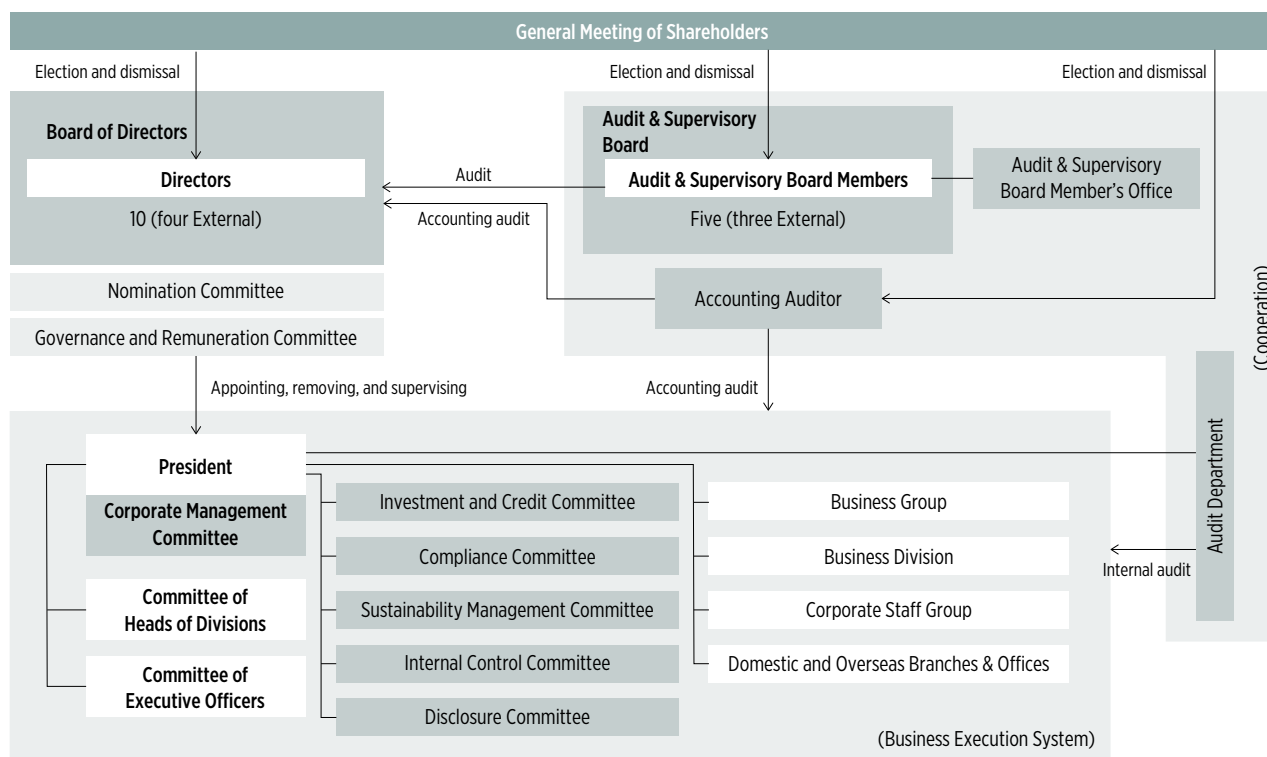 General Meeting of Shareholders
Election and dismissal
Election and dismissal
Election and dismissal
Board of Directors
Directors
10 (four External)
Nomination Committee
Governance and Remuneration Committee
Audit
Accounting audit
Audit & Supervisory
Board
Audit & Supervisory Board Members
Five (three External)
Audit & Supervisory
Board Member’s Office
Accounting Auditor
(Cooperation)
Appointing, removing, and supervising
Accounting audit
President
Corporate Management
Committee
Committee of
Heads of Divisions
Committee of
Executive Officers
Investment and Credit Committee
Compliance Committee
Sustainability Management Committee
Internal Control Committee
Disclosure Committee
Business Group
Business Division
Corporate Staff Group
Domestic and Overseas Branches & Offices
Audit Department
Internal audit
(Business Execution System)